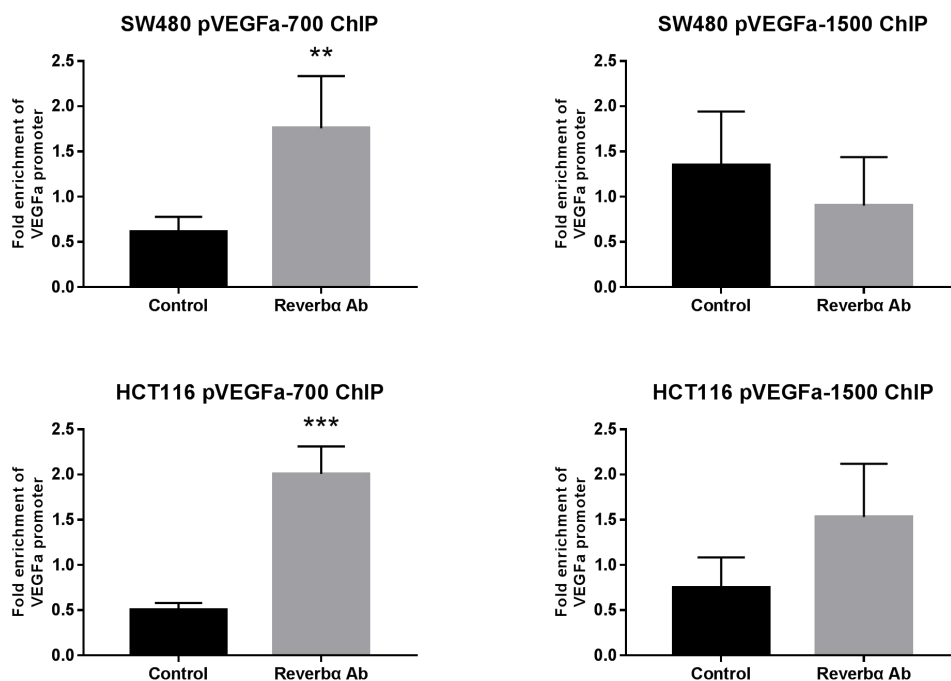 SW480 pVEGFa-700 ChIP
**
Fold enrichment of
VEGFa promoter
2.5
2.0
1.5
1.0
0.5
0.0
Control Reverbα Ab
SW480 pVEGFa-1500 ChIP
Fold enrichment of
VEGFa promoter
2.5
2.0
1.5
1.0
0.5
0.0
Control Reverbα Ab
HCT116 pVEGFa-700 ChIP
***
Fold enrichment of
VEGFa promoter
2.5
2.0
1.5
1.0
0.5
0.0
Control Reverbα Ab
HCT116 pVEGFa-1500 ChIP
Fold enrichment of
VEGFa promoter
2.5
2.0
1.5
1.0
0.5
0.0
Control Reverbα Ab